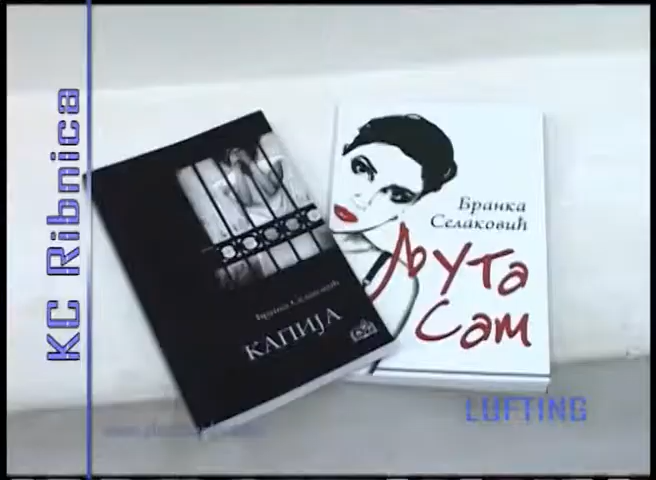 KC Ribnica
Бранка Селаковић
КАПИЈА
Бранка
Селаковић
Љута
Сам
LUFTING